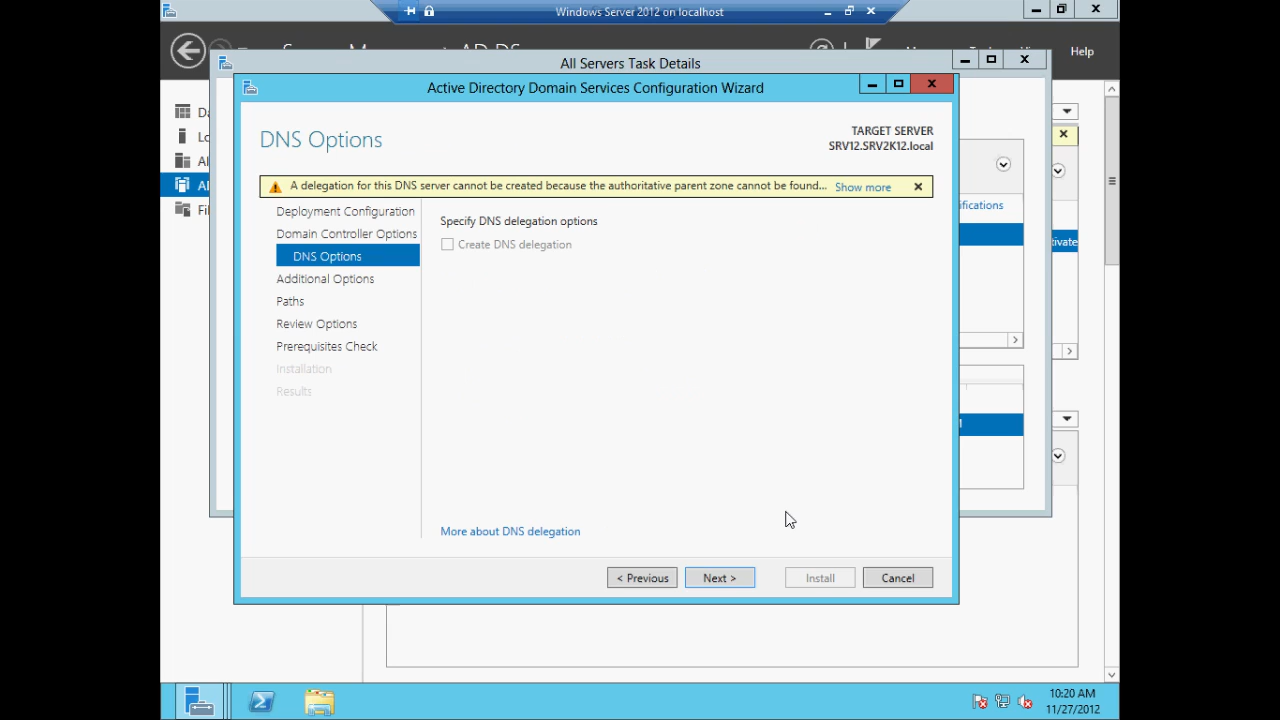 Windows Server 2012 on localhost
Help
All Servers Task Details
Active Directory Domain Services Configuration Wizard
DNS Options
TARGET SERVER
SRV12.SRV2K12.local
A delegation for this DNS server cannot be created because the authoritative parent zone cannot be found... Show more
Deployment Configuration
Domain Controller Options
DNS Options
Additional Options
Paths
Review Options
Prerequisites Check
Installation
Results
Specify DNS delegation options
Create DNS delegation
More about DNS delegation
< Previous
Next >
Install
Cancel
10:20 AM
11/27/2012